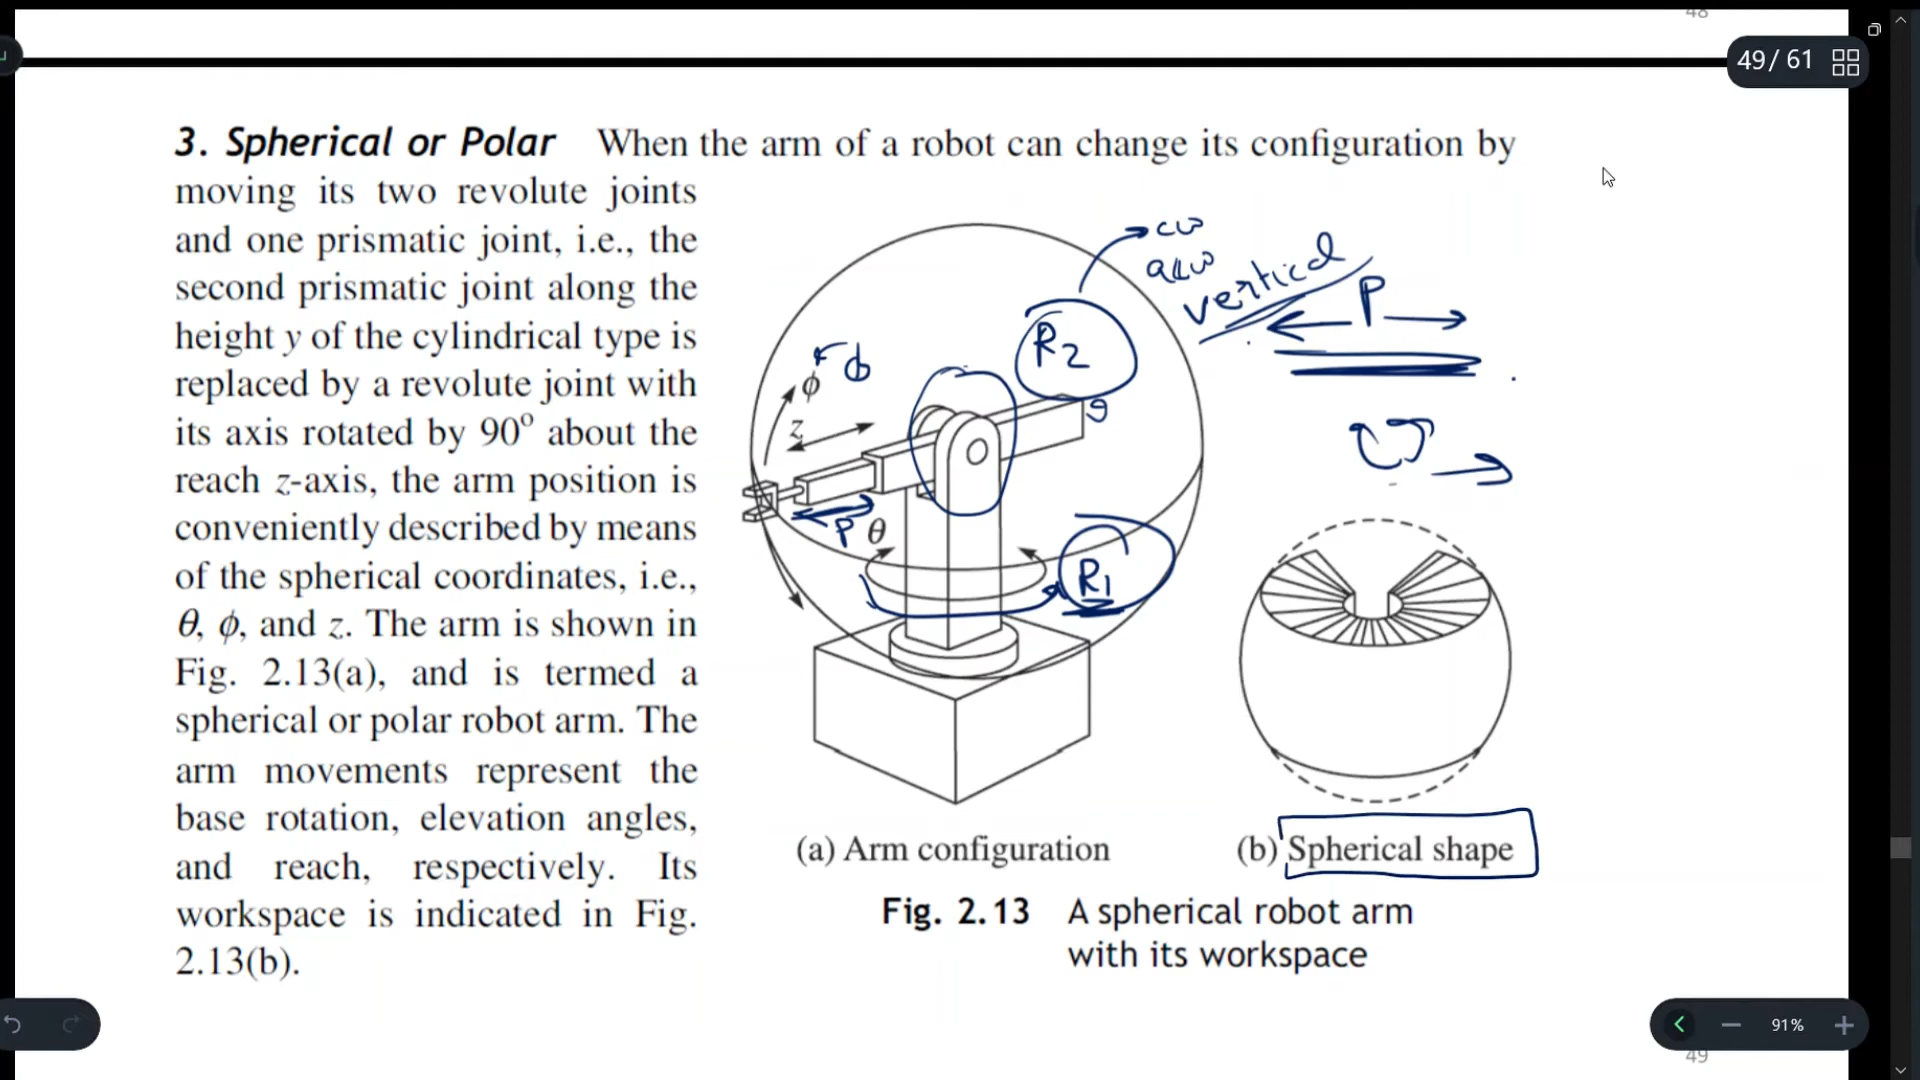 48
49/ 61
3. Spherical or Polar When the arm of a robot can change its configuration by
moving its two revolute joints
and one prismatic joint, i.e., the
second prismatic joint along the
height y of the cylindrical type is
replaced by a revolute joint with
its axis rotated by 90° about the
reach z-axis, the arm position is
conveniently described by means
of the spherical coordinates, i.e.,
θ, ϕ, and z. The arm is shown in
Fig. 2.13(a), and is termed a
spherical or polar robot arm. The
arm movements represent the
base rotation, elevation angles,
and reach, respectively. Its
workspace is indicated in Fig.
2.13(b).
cw
acw
vertical
P
R2
ϕ
ϕ
z
P
θ
R1
(a) Arm configuration
(b) Spherical shape
Fig. 2.13 A spherical robot arm
with its workspace
91%
49